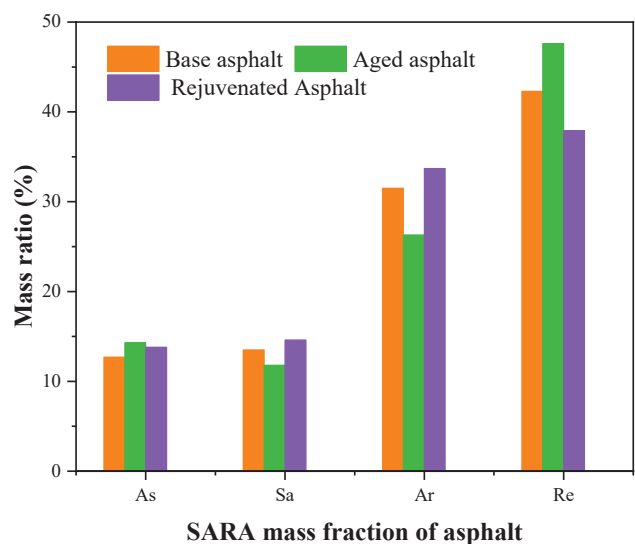 50
40
30
20
10
0
Mass ratio (%)
Base asphalt Aged asphalt
Rejuvenated Asphalt
As Sa Ar Re
SARA mass fraction of asphalt